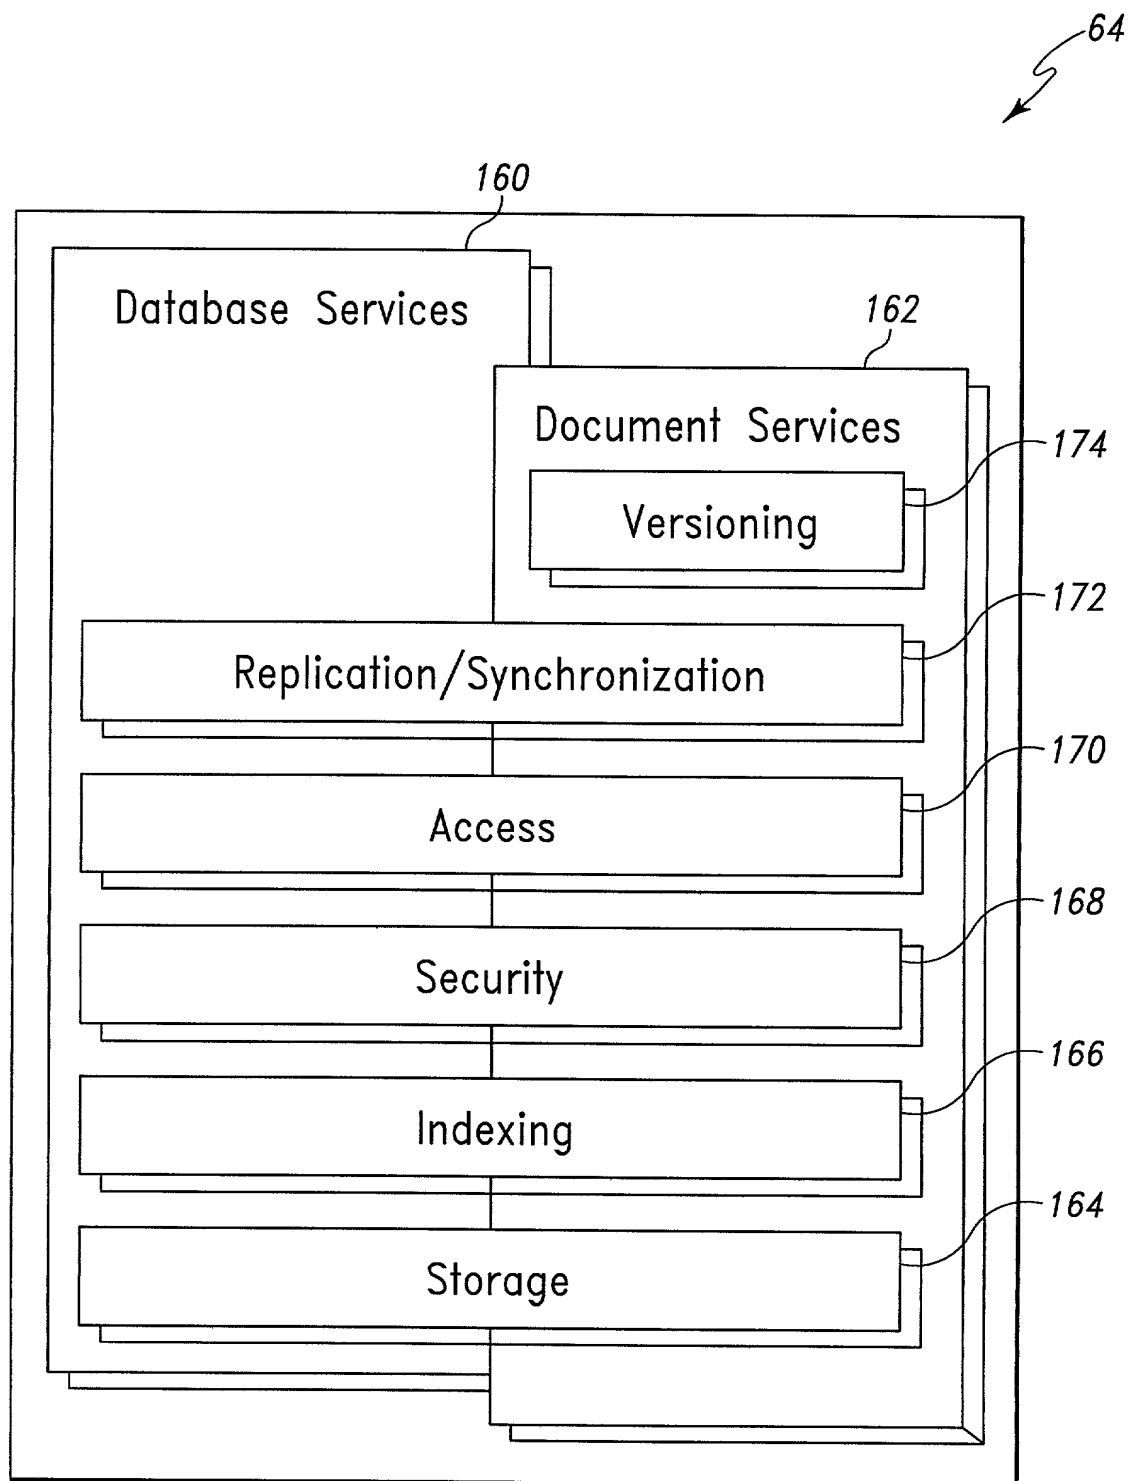 64
160
Database Services
162
Document Services
174
Versioning
172
Replication/Synchronization
170
Access
168
Security
166
Indexing
164
Storage